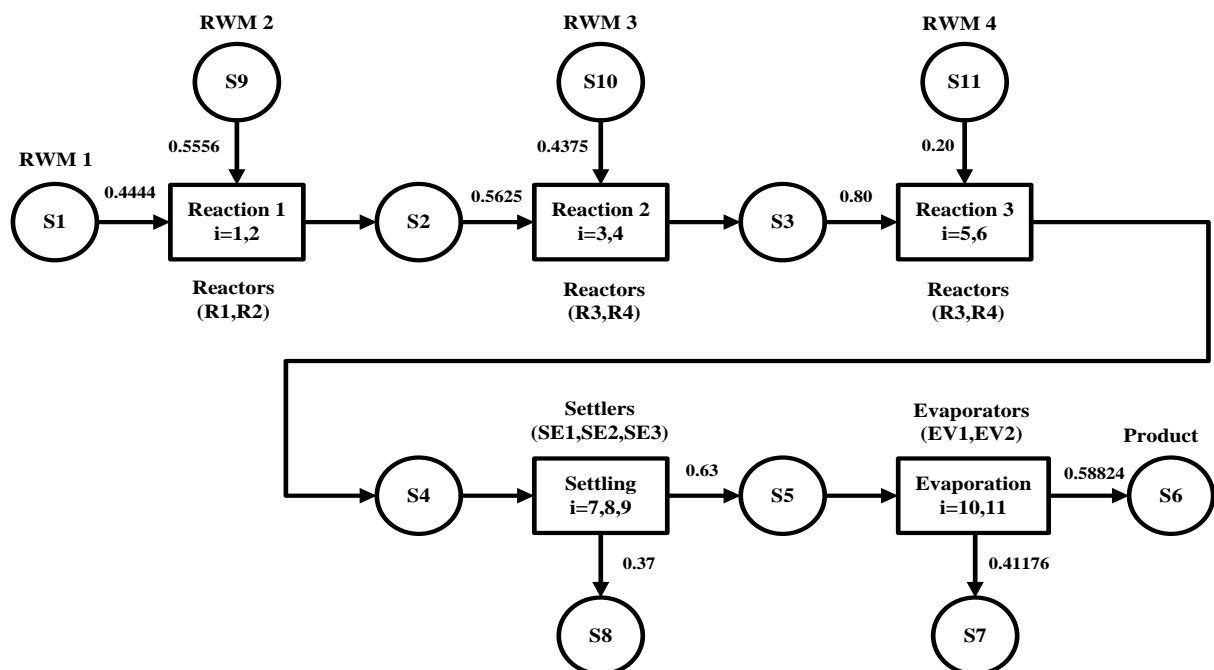 RWM 2
RWM 3
RWM 4
S9
S10
S11
0.5556
0.4375
0.20
RWM 1
0.4444
0.5625
0.80
S1
Reaction 1
i=1,2
S2
Reaction 2
i=3,4
S3
Reaction 3
i=5,6
Reactors
(R1,R2)
Reactors
(R3,R4)
Reactors
(R3,R4)
Settlers
(SE1,SE2,SE3)
Evaporators
(EV1,EV2)
Product
S4
Settling
i=7,8,9
0.63
S5
Evaporation
i=10,11
0.58824
S6
0.37
0.41176
S8
S7